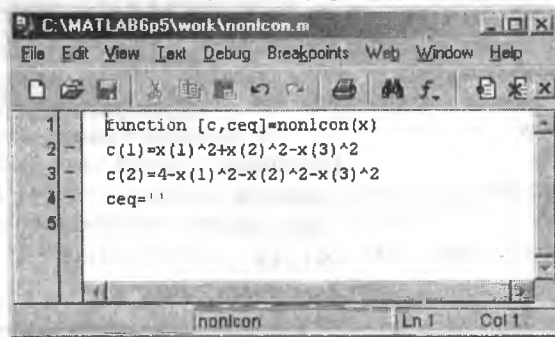 C:\MATLAB6p5\work\nonlcon.m
File Edit View Text Debug Breakpoints Web Window Help
1 function [c,ceq]=nonlcon(x)
2 - c(1)=x(1)^2+x(2)^2-x(3)^2
3 - c(2)=4-x(1)^2-x(2)^2-x(3)^2
4 - ceq=''
5
nonlcon Ln 1 Col 1